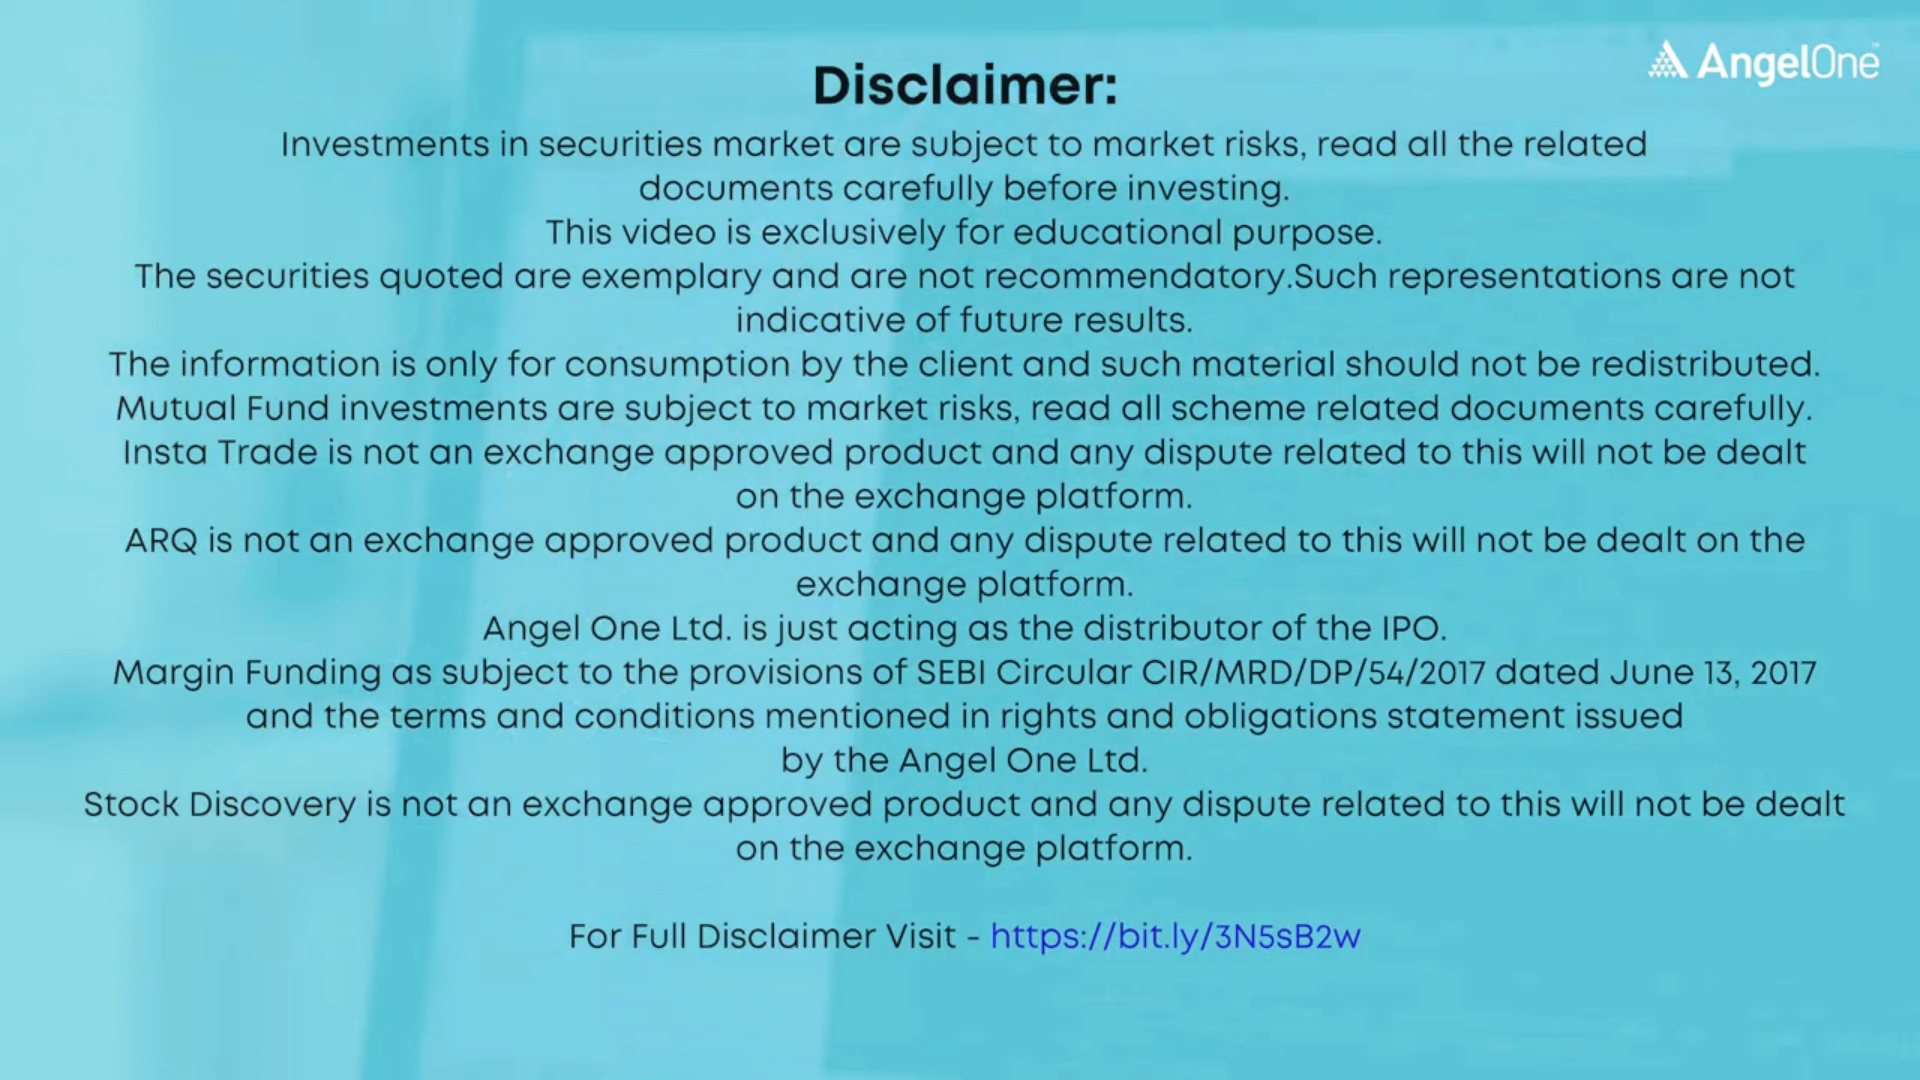 AngelOne™
Disclaimer:
Investments in securities market are subject to market risks, read all the related
documents carefully before investing.
This video is exclusively for educational purpose.
The securities quoted are exemplary and are not recommendatory.Such representations are not
indicative of future results.
The information is only for consumption by the client and such material should not be redistributed.
Mutual Fund investments are subject to market risks, read all scheme related documents carefully.
Insta Trade is not an exchange approved product and any dispute related to this will not be dealt
on the exchange platform.
ARQ is not an exchange approved product and any dispute related to this will not be dealt on the
exchange platform.
Angel One Ltd. is just acting as the distributor of the IPO.
Margin Funding as subject to the provisions of SEBI Circular CIR/MRD/DP/54/2017 dated June 13, 2017
and the terms and conditions mentioned in rights and obligations statement issued
by the Angel One Ltd.
Stock Discovery is not an exchange approved product and any dispute related to this will not be dealt
on the exchange platform.
For Full Disclaimer Visit - https://bit.ly/3N5sB2w